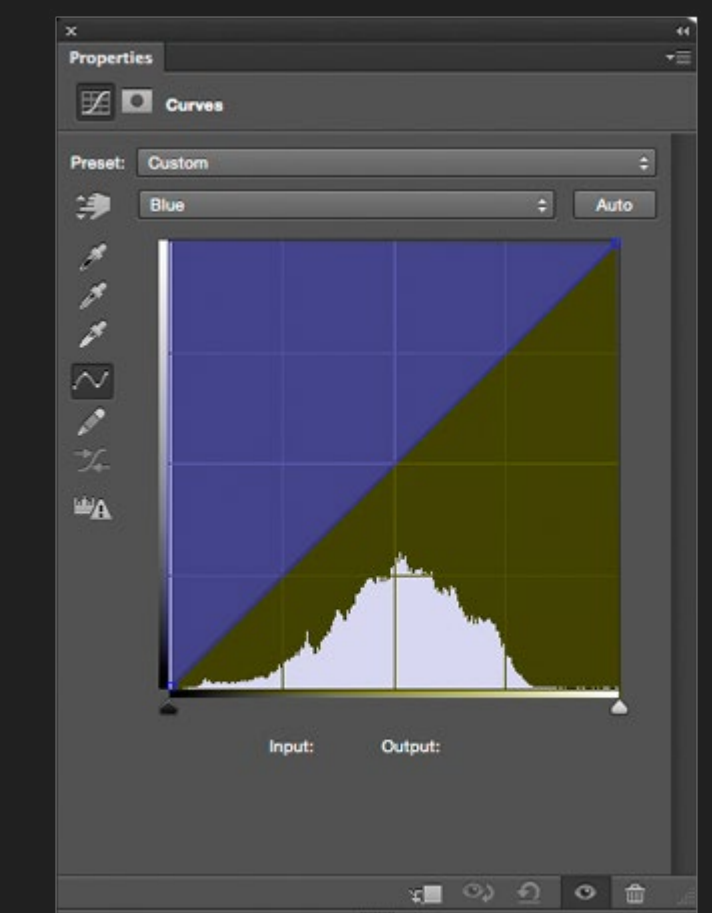 Properties
Curves
Preset: Custom
Blue Auto
Input: Output: